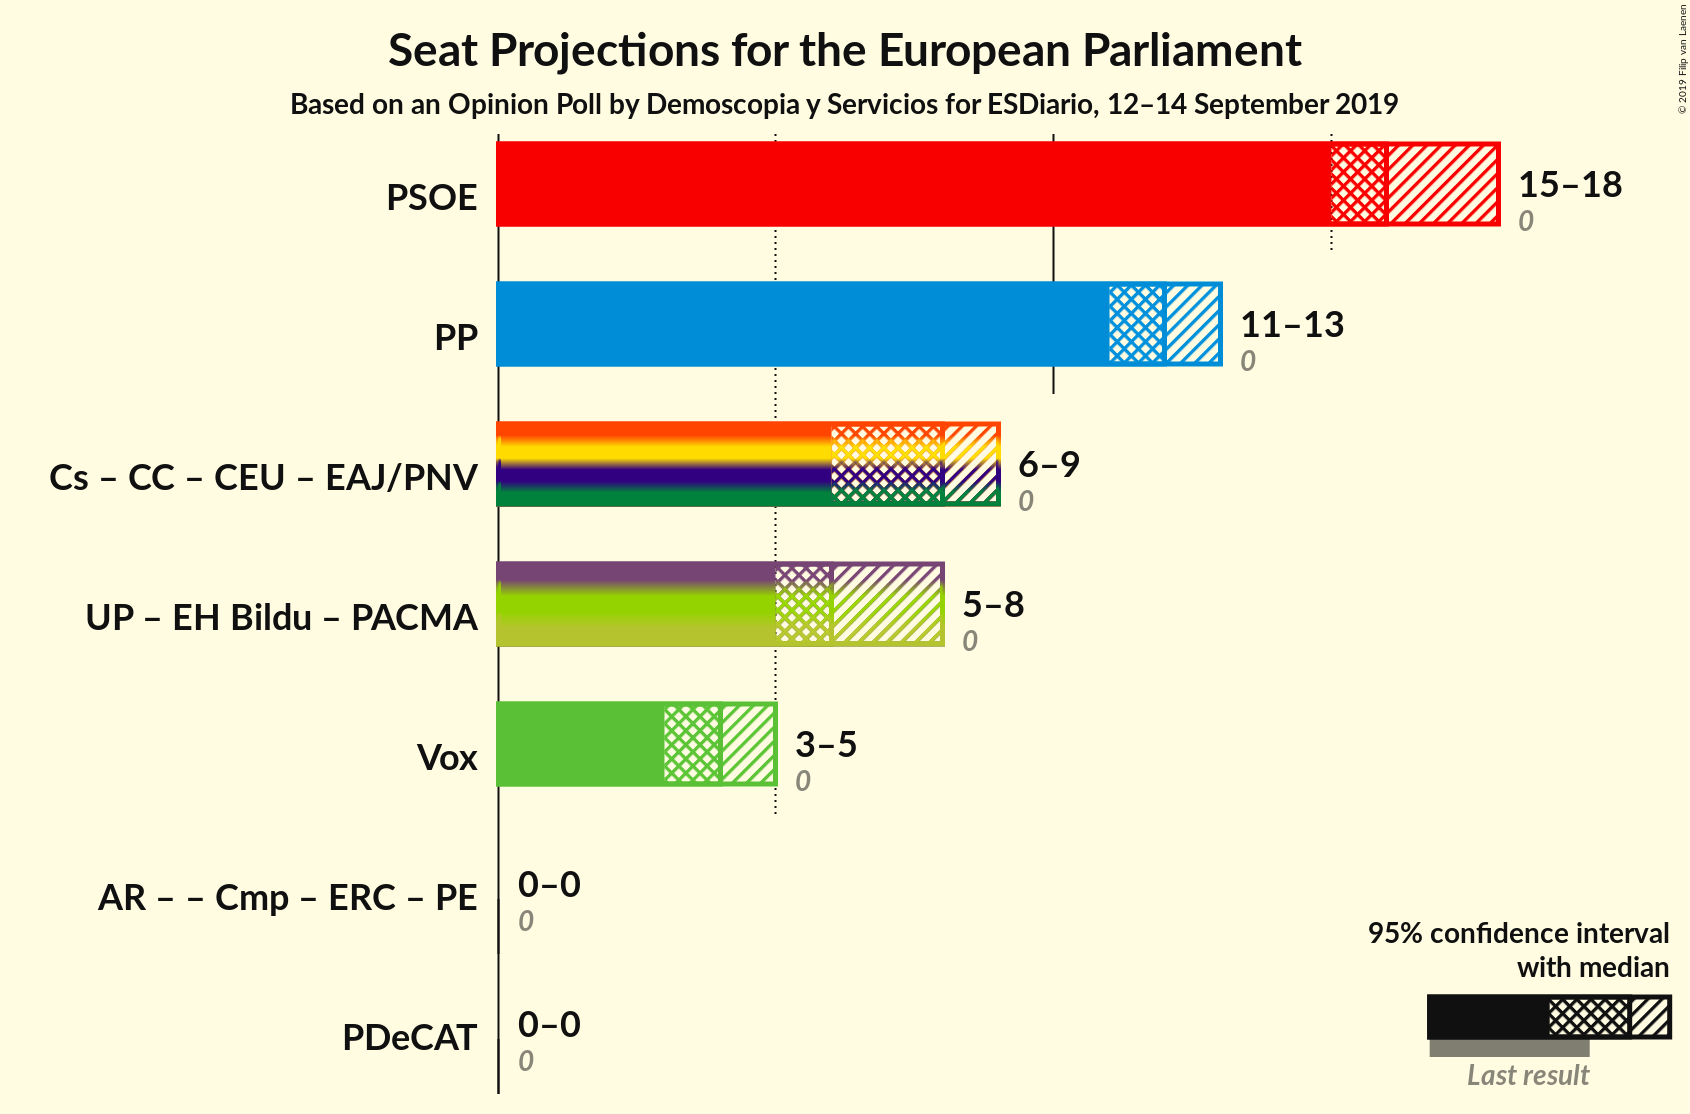 Seat Projections for the European Parliament
Based on an Opinion Poll by Demoscopia y Servicios for ESDiario, 12–14 September 2019
© 2019 Filip van Laenen
PSOE
15–18
0
PP
11–13
0
Cs – CC – CEU – EAJ/PNV
6–9
0
UP – EH Bildu – PACMA
5–8
0
Vox
3–5
0
AR – – Cmp – ERC – PE
0–0
0
PDeCAT
0–0
0
95% confidence interval
with median
Last result